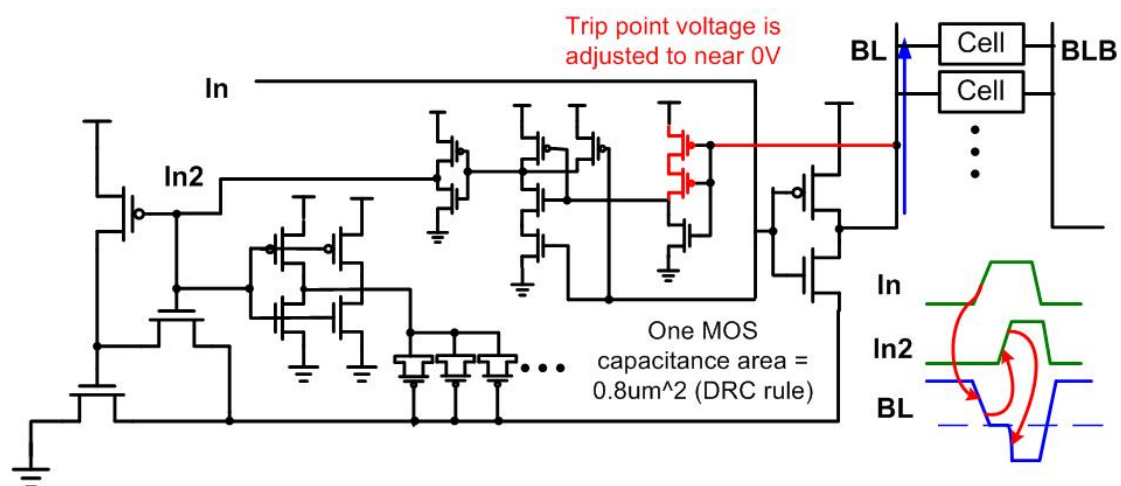 Trip point voltage is
adjusted to near 0V
BL
Cell
BLB
In
Cell
In2
In
One MOS
capacitance area =
0.8um^2 (DRC rule)
In2
BL